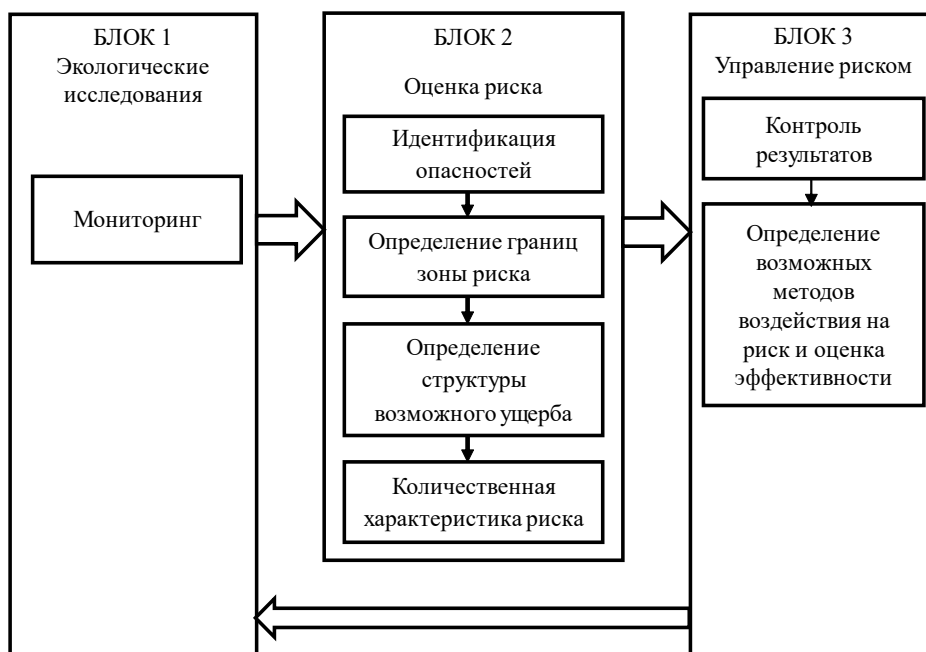 БЛОК 1
Экологические
исследования
Мониторинг
БЛОК 2
Оценка риска
Идентификация
опасностей
Определение границ
зоны риска
Определение
структуры
возможного ущерба
Количественная
характеристика риска
БЛОК 3
Управление риском
Контроль
результатов
Определение
возможных
методов
воздействия на
риск и оценка
эффективности